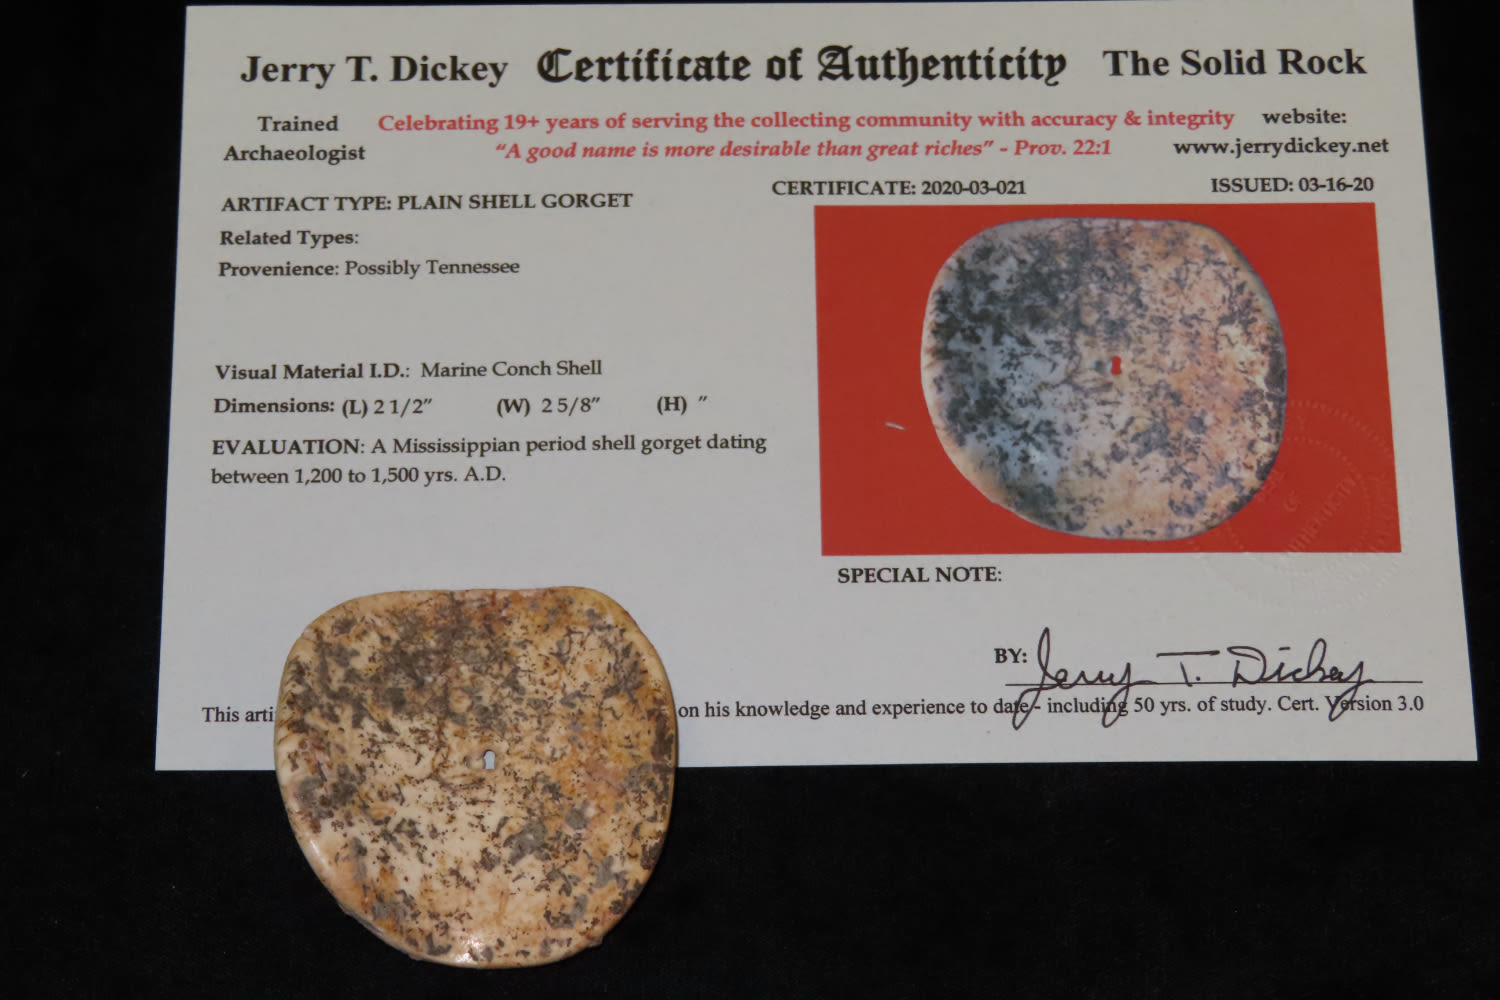 Jerry T. Dickey Certificate of Authenticity The Solid Rock
Trained Celebrating 19+ years of serving the collecting community with accuracy & integrity website:
Archaeologist "A good name is more desirable than great riches" - Prov. 22:1 www.jerrydickey.net
CERTIFICATE: 2020-03-021 ISSUED: 03-16-20
ARTIFACT TYPE: PLAIN SHELL GORGET
Related Types:
Provenience: Possibly Tennessee
Visual Material I.D.: Marine Conch Shell
Dimensions: (L) 2 1/2" (W) 2 5/8" (H) "
EVALUATION: A Mississippian period shell gorget dating
between 1,200 to 1,500 yrs. A.D.
SPECIAL NOTE:
BY: Jerry T. Dickey
This arti on his knowledge and experience to date - including 50 yrs. of study. Cert. Version 3.0